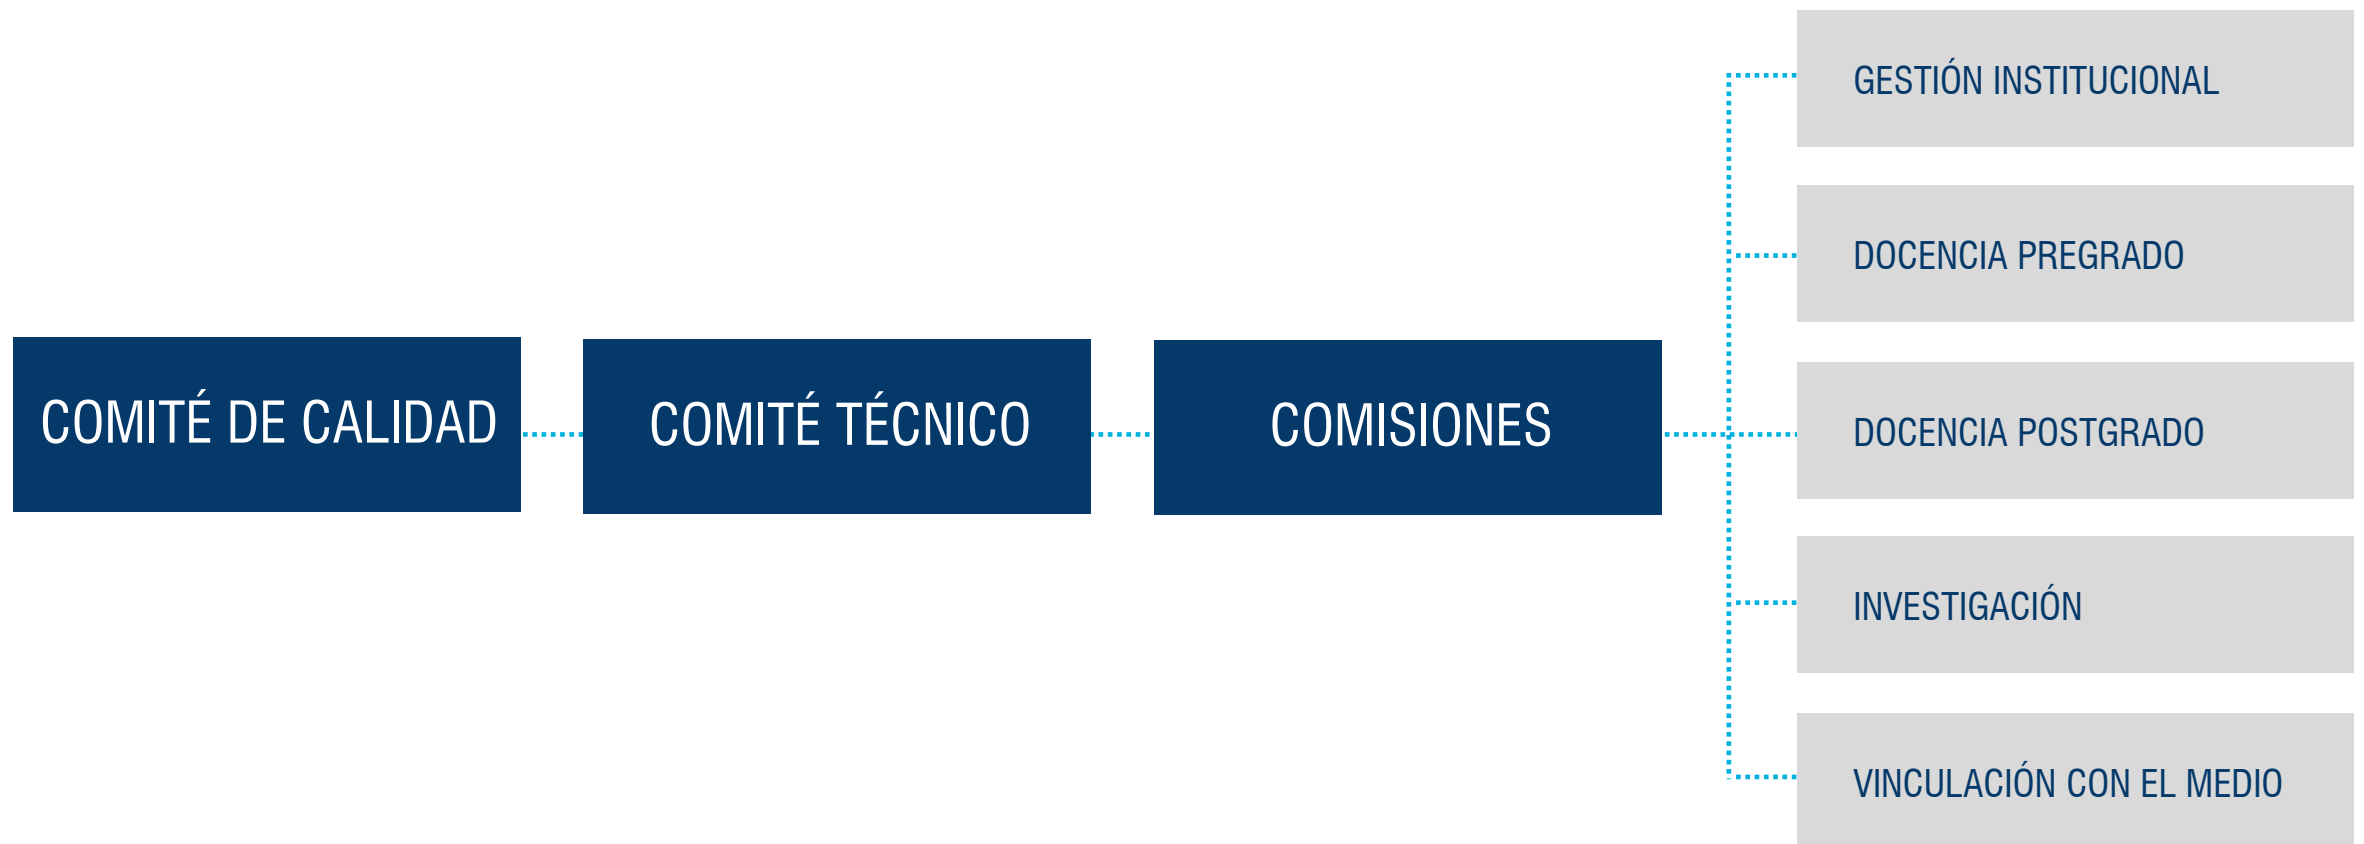 COMITÉ DE CALIDAD
COMITÉ TÉCNICO
COMISIONES
GESTIÓN INSTITUCIONAL
DOCENCIA PREGRADO
DOCENCIA POSTGRADO
INVESTIGACIÓN
VINCULACIÓN CON EL MEDIO